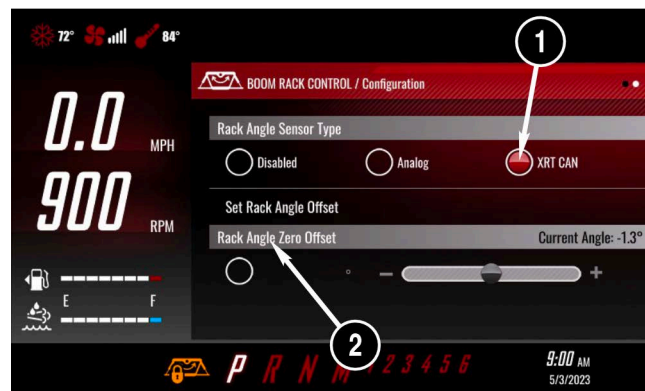 72° 84°
1
BOOM RACK CONTROL / Configuration
0.0 MPH
Rack Angle Sensor Type
Disabled Analog XRT CAN
900 RPM
Set Rack Angle Offset
Rack Angle Zero Offset Current Angle: -1.3°
° − +
E F
2
P R N M 1 2 3 4 5 6
9:00 AM
5/3/2023